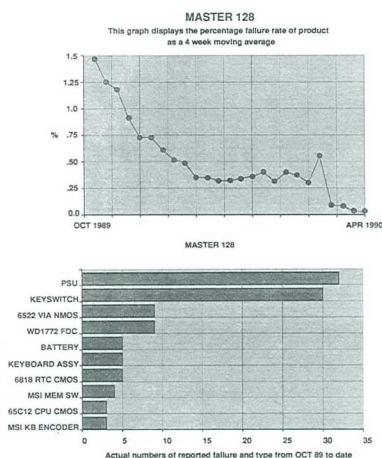 MASTER 128
This graph displays the percentage failure rate of product
as a 4 week moving average
1.5
1.25
1.0
%
.75
.50
.25
0.0
OCT 1989
APR 1990
MASTER 128
PSU
KEYSWITCH
6522 VIA NMOS
WD1772 FDC
BATTERY
KEYBOARD ASSY
6818 RTC CMOS
MSI MEM SW
65C12 CPU CMOS
MSI KB ENCODER
0 5 10 15 20 25 30 35
Actual numbers of reported failure and type from OCT 89 to date